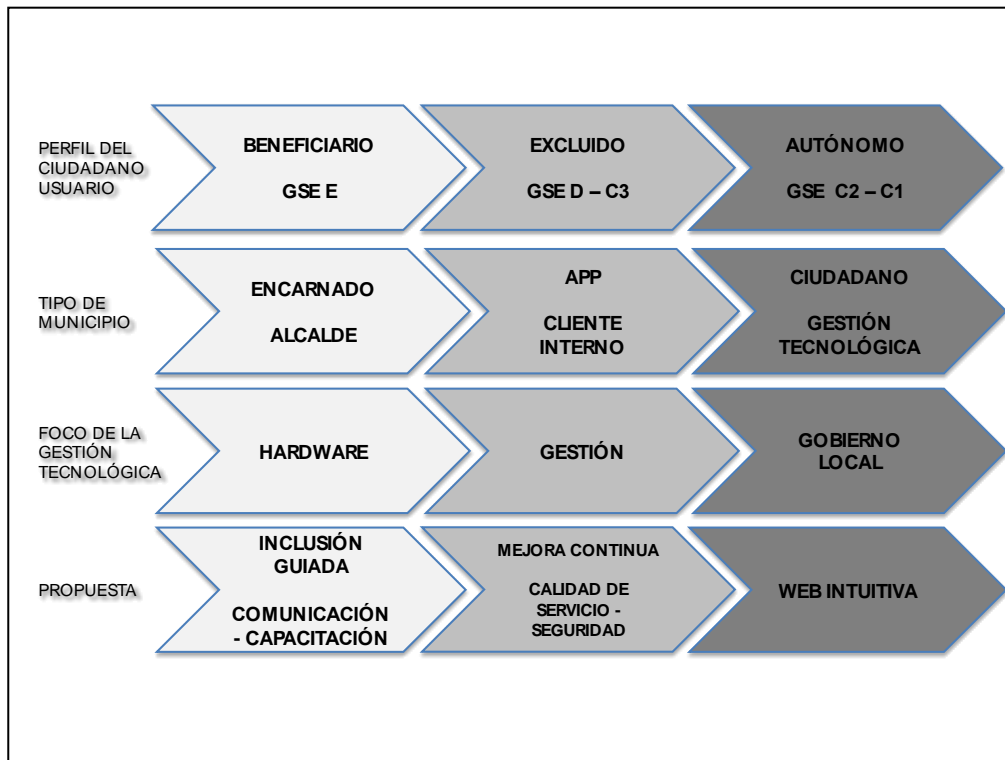 PERFIL DEL
CIUDADANO
USUARIO
BENEFICIARIO
GSE E
EXCLUIDO
GSE D – C3
AUTÓNOMO
GSE C2 – C1
TIPO DE
MUNICIPIO
ENCARNADO
ALCALDE
APP
CLIENTE
INTERNO
CIUDADANO
GESTIÓN
TECNOLÓGICA
FOCO DE LA
GESTIÓN
TECNOLÓGICA
HARDWARE
GESTIÓN
GOBIERNO
LOCAL
PROPUESTA
INCLUSIÓN
GUIADA
COMUNICACIÓN
- CAPACITACIÓN
MEJORA CONTINUA
CALIDAD DE
SERVICIO -
SEGURIDAD
WEB INTUITIVA